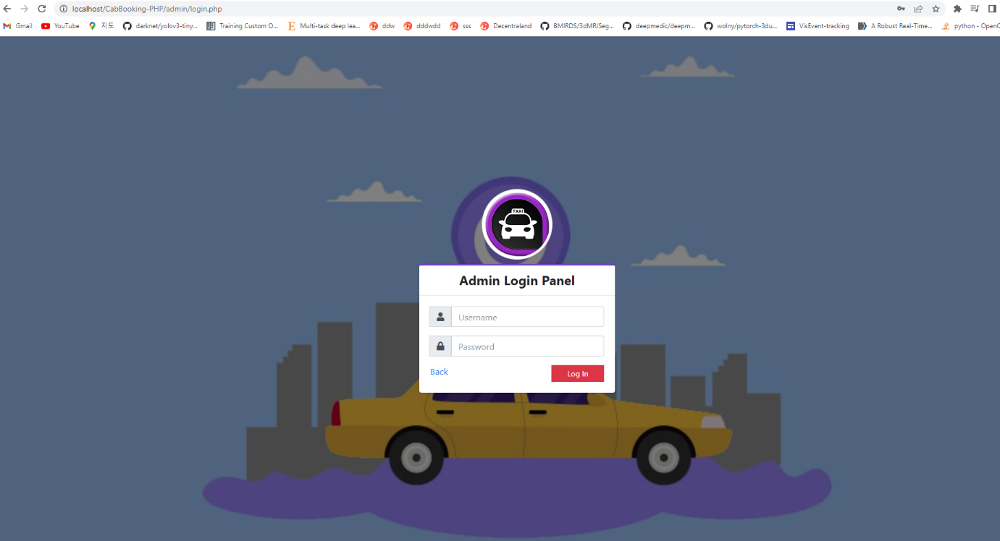 localhost/CabBooking-PHP/admin/login.php
Gmail YouTube 지도 darknet/yolov3-tiny... Training Custom O... Multi-task deep lea... ddw dddwdd sss Decentraland BMIRDS/3dMRISeg... deepmedic/deepm... wolny/pytorch-3du... VisEvent-tracking A Robust Real-Time... python - OpenC
TAXI
Admin Login Panel
Username
Password
Back Log In